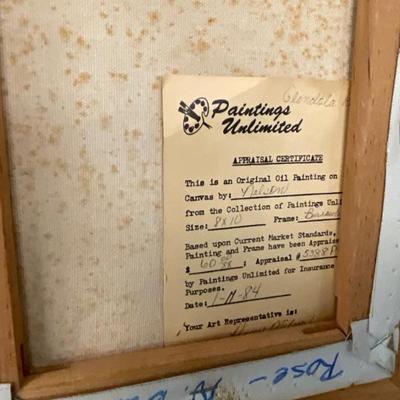 Glendale
Paintings
Unlimited
APPRAISAL CERTIFICATE
This is an Original Oil Painting on
Canvas by: Nelson
from the Collection of Paintings Unli
Size: 8x10 Frame:
Based upon Current Market Standards,
Painting and Frame have been Apprais
$ 60 Appraisal #
by Paintings Unlimited for Insurance
Purposes.
Date: 1-11-84
Your Art Representative is:
Rose - A.